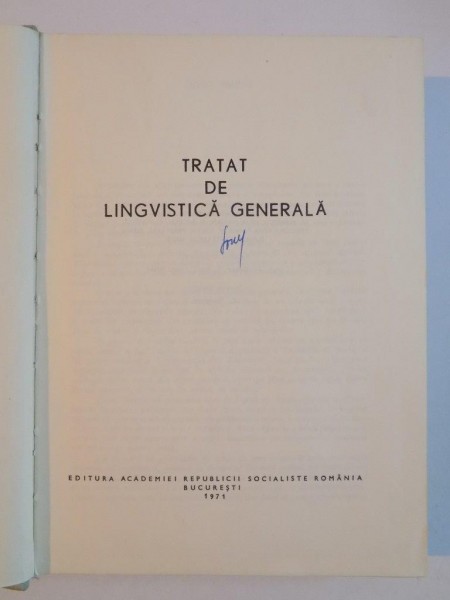 TRATAT
DE
LINGVISTICĂ GENERALĂ
EDITURA ACADEMIEI REPUBLICII SOCIALISTE ROMÂNIA
BUCUREȘTI
1971